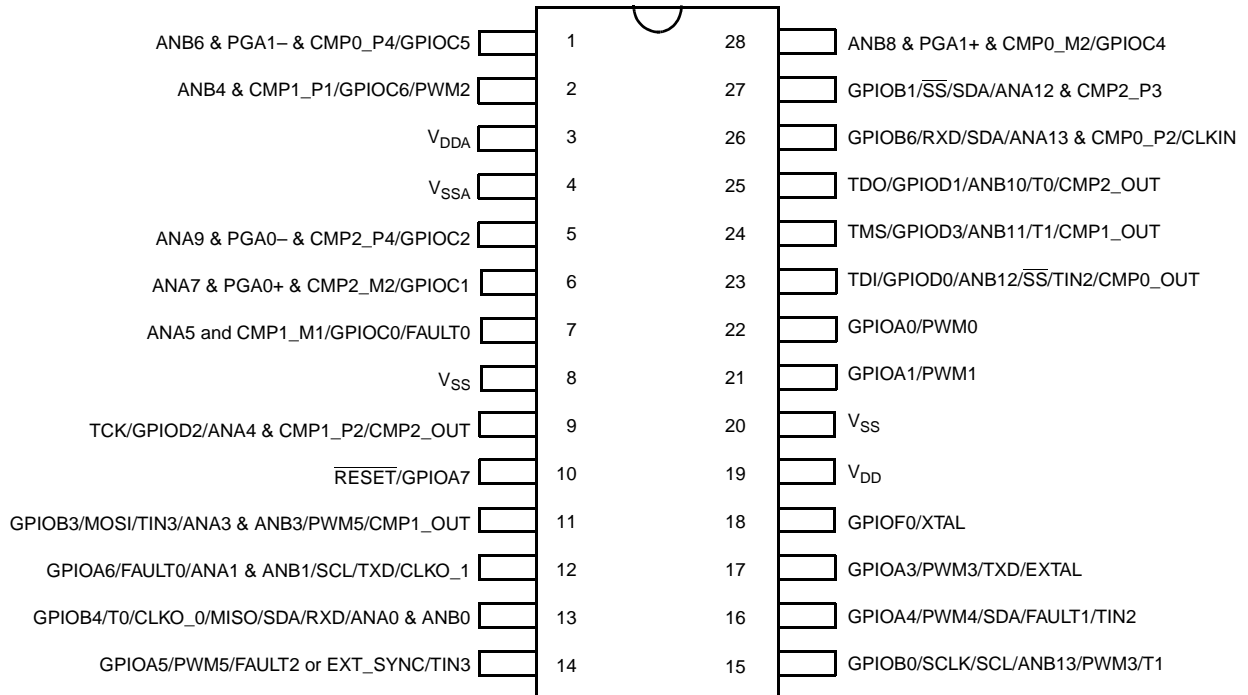 ANB6 & PGA1– & CMP0_P4/GPIOC5 1 28 ANB8 & PGA1+ & CMP0_M2/GPIOC4
ANB4 & CMP1_P1/GPIOC6/PWM2 2 27 GPIOB1/SS/SDA/ANA12 & CMP2_P3
VDDA 3 26 GPIOB6/RXD/SDA/ANA13 & CMP0_P2/CLKIN
VSSA 4 25 TDO/GPIOD1/ANB10/T0/CMP2_OUT
ANA9 & PGA0– & CMP2_P4/GPIOC2 5 24 TMS/GPIOD3/ANB11/T1/CMP1_OUT
ANA7 & PGA0+ & CMP2_M2/GPIOC1 6 23 TDI/GPIOD0/ANB12/SS/TIN2/CMP0_OUT
ANA5 and CMP1_M1/GPIOC0/FAULT0 7 22 GPIOA0/PWM0
VSS 8 21 GPIOA1/PWM1
TCK/GPIOD2/ANA4 & CMP1_P2/CMP2_OUT 9 20 VSS
RESET/GPIOA7 10 19 VDD
GPIOB3/MOSI/TIN3/ANA3 & ANB3/PWM5/CMP1_OUT 11 18 GPIOF0/XTAL
GPIOA6/FAULT0/ANA1 & ANB1/SCL/TXD/CLKO_1 12 17 GPIOA3/PWM3/TXD/EXTAL
GPIOB4/T0/CLKO_0/MISO/SDA/RXD/ANA0 & ANB0 13 16 GPIOA4/PWM4/SDA/FAULT1/TIN2
GPIOA5/PWM5/FAULT2 or EXT_SYNC/TIN3 14 15 GPIOB0/SCLK/SCL/ANB13/PWM3/T1